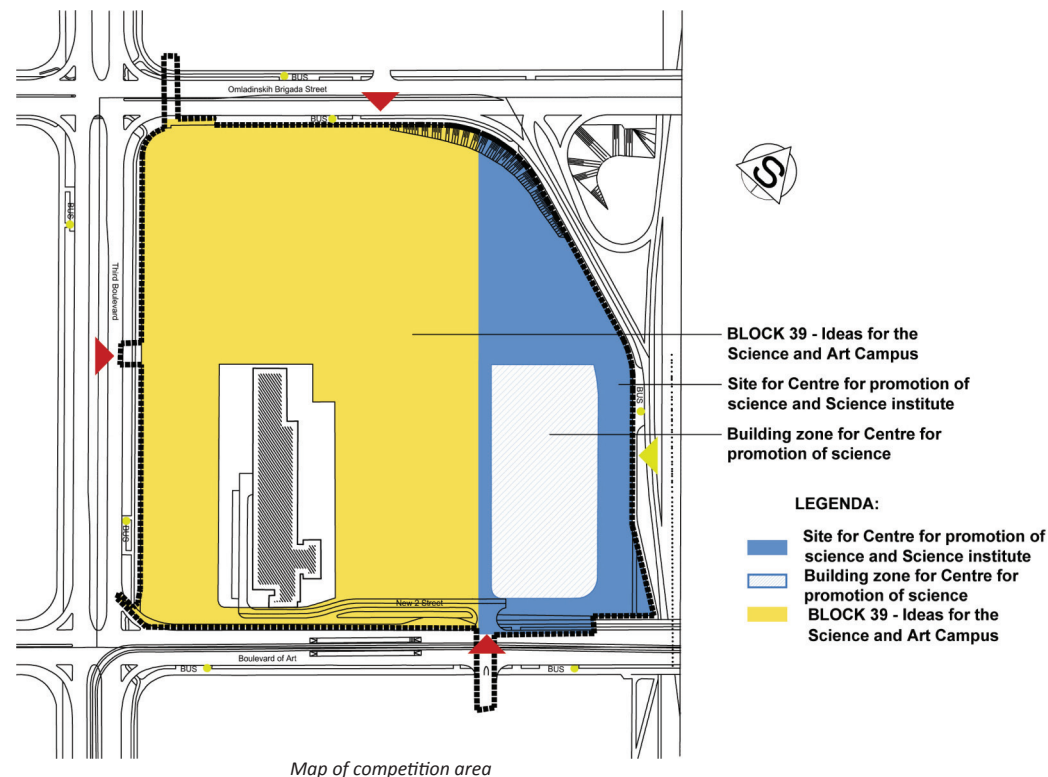 BUS
Omladinskih Brigada Street
BUS
S
BUS
Third Boulevard
BLOCK 39 - Ideas for the
Science and Art Campus
Site for Centre for promotion of
science and Science institute
BUS
Building zone for Centre for
promotion of science
LEGENDA:
Site for Centre for promotion of
science and Science institute
Building zone for Centre for
promotion of science
BLOCK 39 - Ideas for the
Science and Art Campus
BUS
New 2 Street
Boulevard of Art
BUS
BUS
Map of competition area